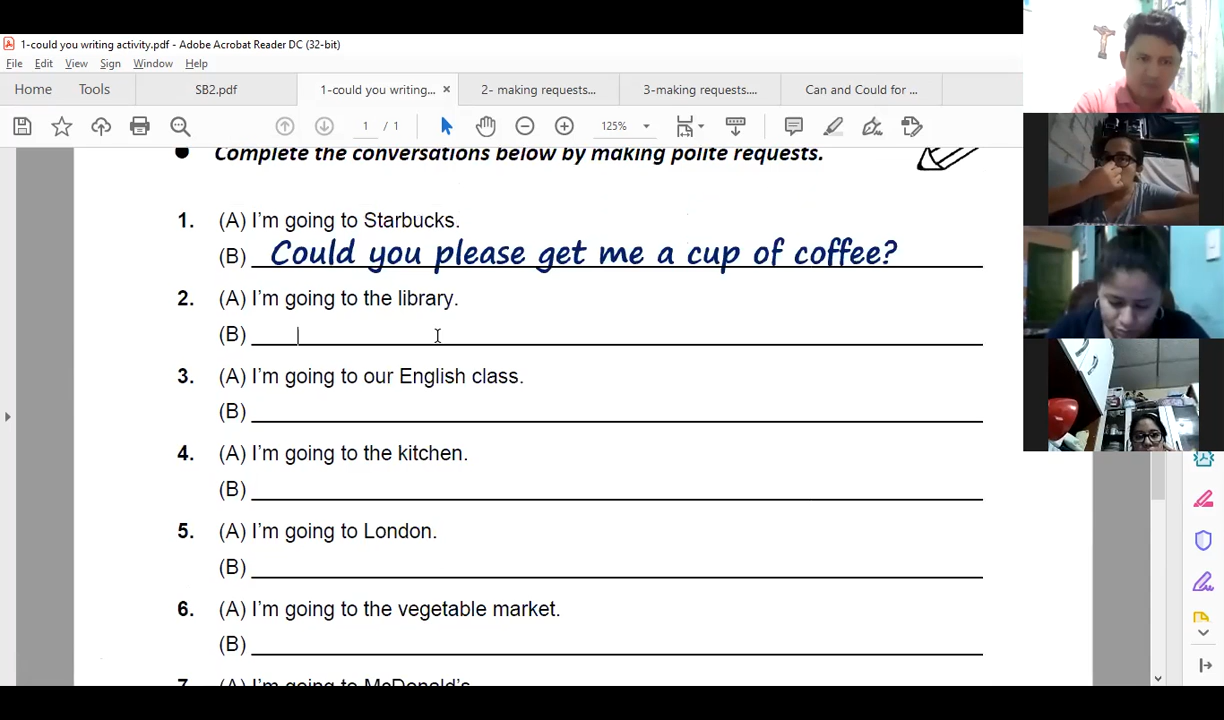 1-could you writing activity.pdf - Adobe Acrobat Reader DC (32-bit)
File Edit View Sign Window Help
Home Tools SB2.pdf 1-could you writing... × 2- making requests... 3-making requests.... Can and Could for ...
1 / 1 125%
Complete the conversations below by making polite requests.
1. (A) I'm going to Starbucks.
(B) Could you please get me a cup of coffee?
2. (A) I'm going to the library.
(B)
3. (A) I'm going to our English class.
(B)
4. (A) I'm going to the kitchen.
(B)
5. (A) I'm going to London.
(B)
6. (A) I'm going to the vegetable market.
(B)
7. (A) I'm going to McDonald's.